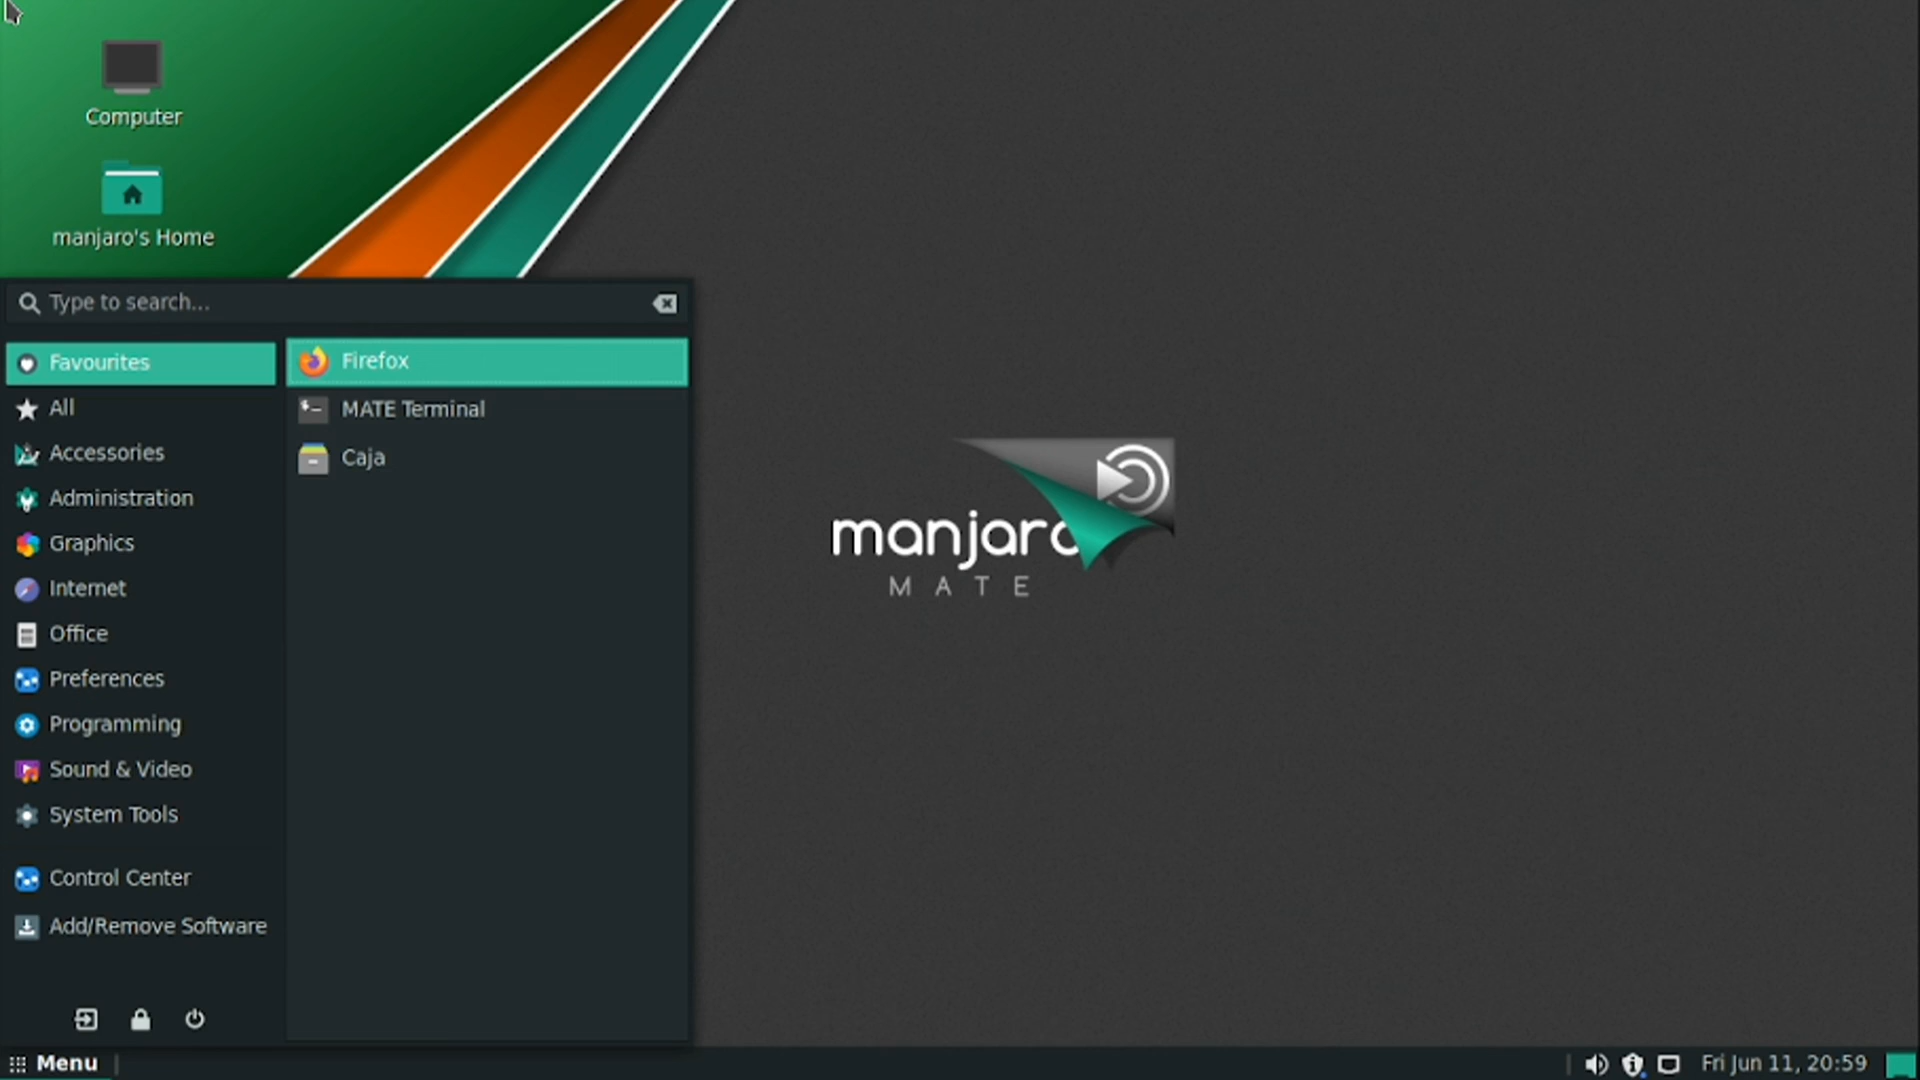 Computer
manjaro's Home
Type to search...
Favourites
All
Accessories
Administration
Graphics
Internet
Office
Preferences
Programming
Sound & Video
System Tools
Control Center
Add/Remove Software
Firefox
MATE Terminal
Caja
manjaro
MATE
Menu
Fri Jun 11, 20:59